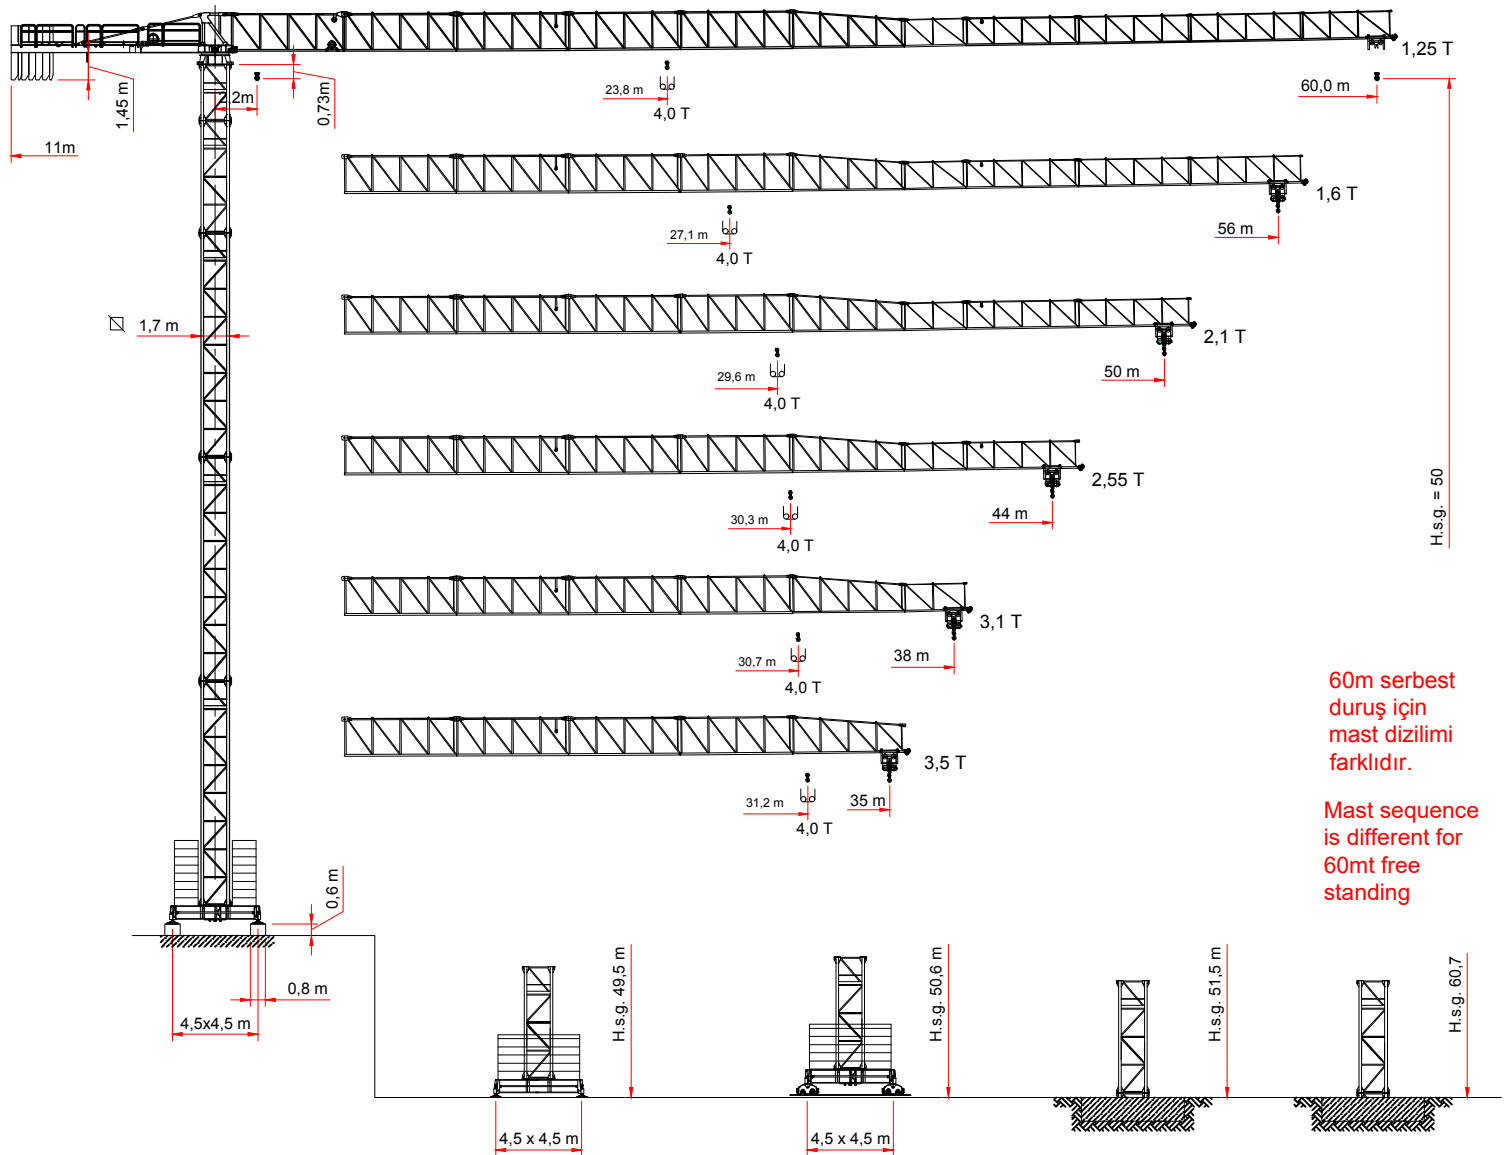 1,25 T
1,45 m
2m
0,73m
23,8 m
4,0 T
60,0 m
11m
1,6 T
27,1 m
4,0 T
56 m
1,7 m
2,1 T
29,6 m
4,0 T
50 m
2,55 T
30,3 m
4,0 T
44 m
H.s.g. = 50
3,1 T
30,7 m
4,0 T
38 m
3,5 T
31,2 m
4,0 T
35 m
60m serbest
duruş için
mast dizilimi
farklıdır.
Mast sequence
is different for
60mt free
standing
0,6 m
0,8 m
4,5x4,5 m
H.s.g. 49,5 m
H.s.g. 50,6 m
H.s.g. 51,5 m
H.s.g. 60,7
4,5 x 4,5 m
4,5 x 4,5 m